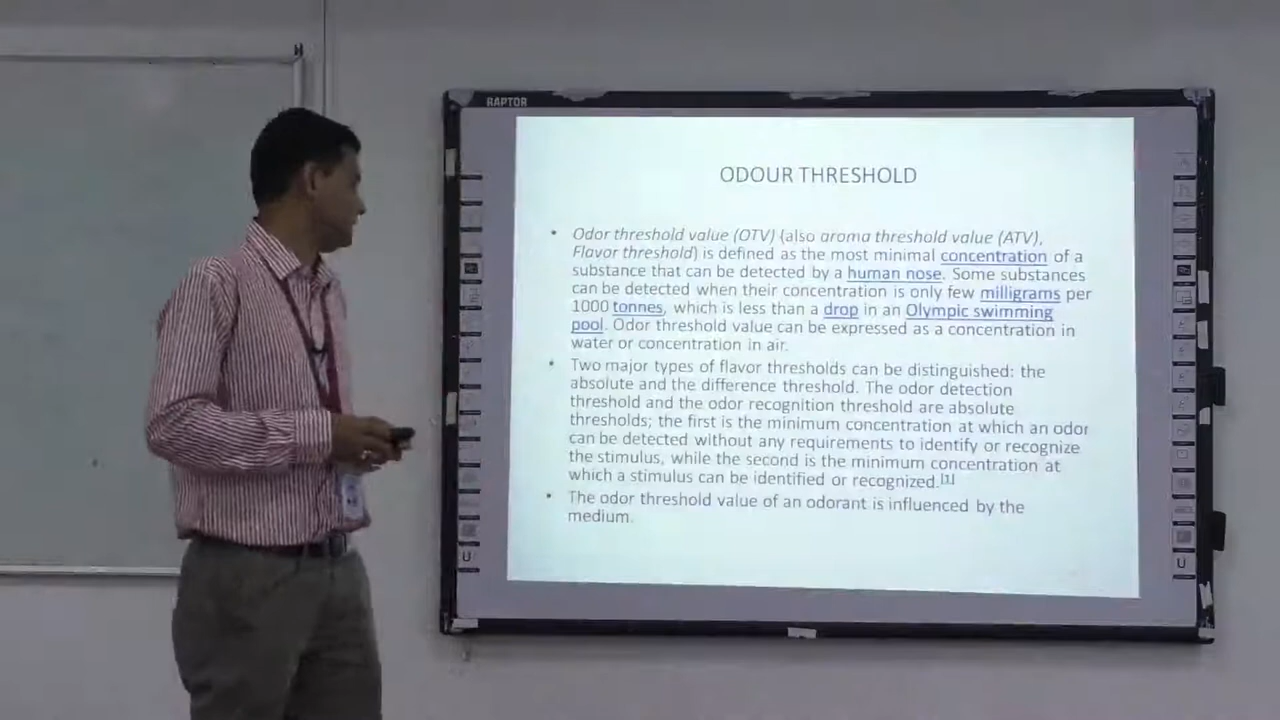 RAPTOR
ODOUR THRESHOLD
• Odor threshold value (OTV) (also aroma threshold value (ATV),
Flavor threshold) is defined as the most minimal concentration of a
substance that can be detected by a human nose. Some substances
can be detected when their concentration is only few milligrams per
1000 tonnes, which is less than a drop in an Olympic swimming
pool. Odor threshold value can be expressed as a concentration in
water or concentration in air.
• Two major types of flavor thresholds can be distinguished: the
absolute and the difference threshold. The odor detection
threshold and the odor recognition threshold are absolute
thresholds; the first is the minimum concentration at which an odor
can be detected without any requirements to identify or recognize
the stimulus, while the second is the minimum concentration at
which a stimulus can be identified or recognized.[1]
• The odor threshold value of an odorant is influenced by the
medium.
U
U